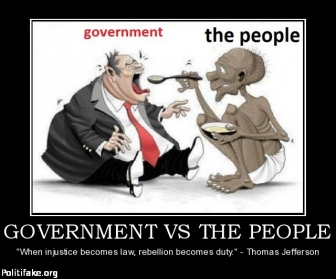 government
the people
GOVERNMENT VS THE PEOPLE
"When injustice becomes law, rebellion becomes duty." - Thomas Jefferson
Politifake.org